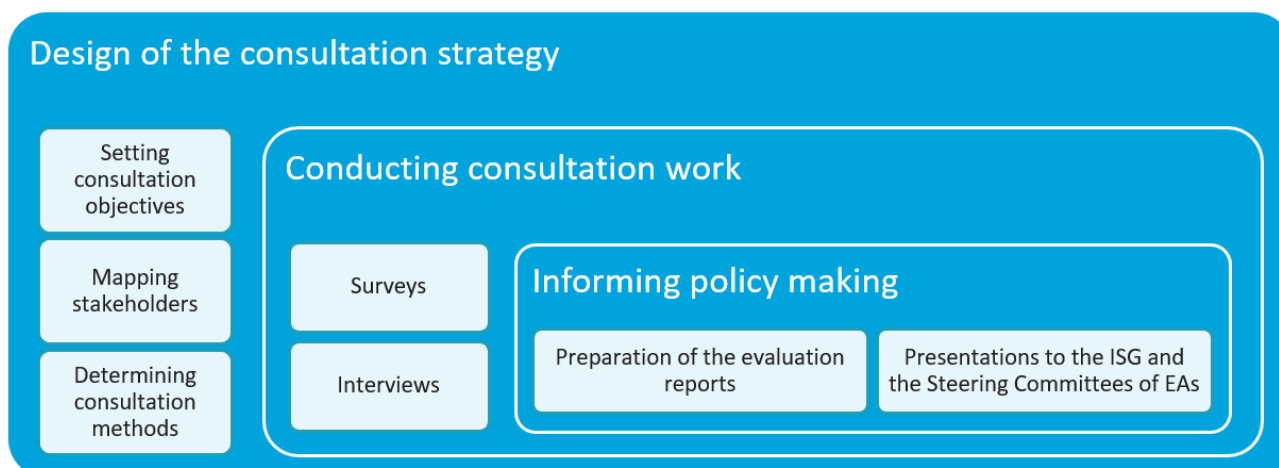 Design of the consultation strategy
Setting
consultation
objectives
Mapping
stakeholders
Determining
consultation
methods
Conducting consultation work
Surveys
Interviews
Informing policy making
Preparation of the evaluation
reports
Presentations to the ISG and
the Steering Committees of EAs